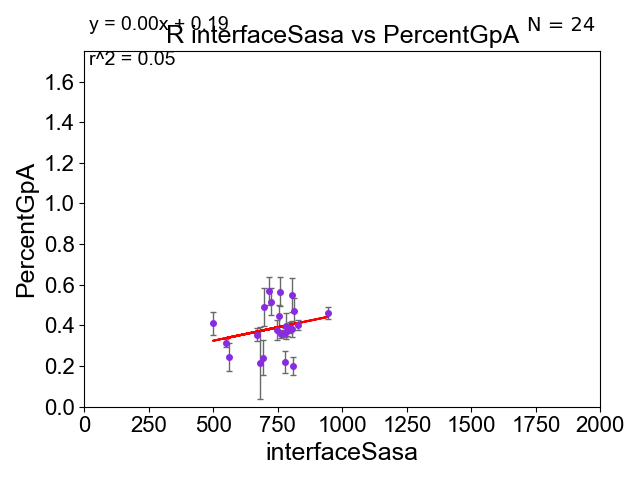 y = 0.00x + 0.19
N = 24
R interfaceSasa vs PercentGpA
r^2 = 0.05
1.6
1.4
1.2
1.0
0.8
0.6
0.4
0.2
0.0
PercentGpA
0 250 500 750 1000 1250 1500 1750 2000
interfaceSasa